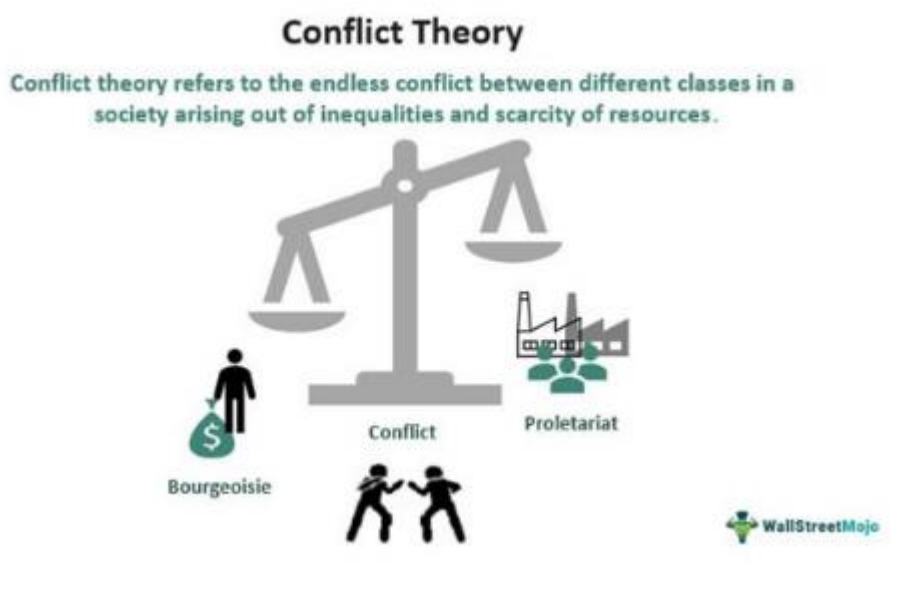 Conflict Theory
Conflict theory refers to the endless conflict between different classes in a
society arising out of inequalities and scarcity of resources.
$
Conflict
Proletariat
Bourgeoisie
WallStreetMojo